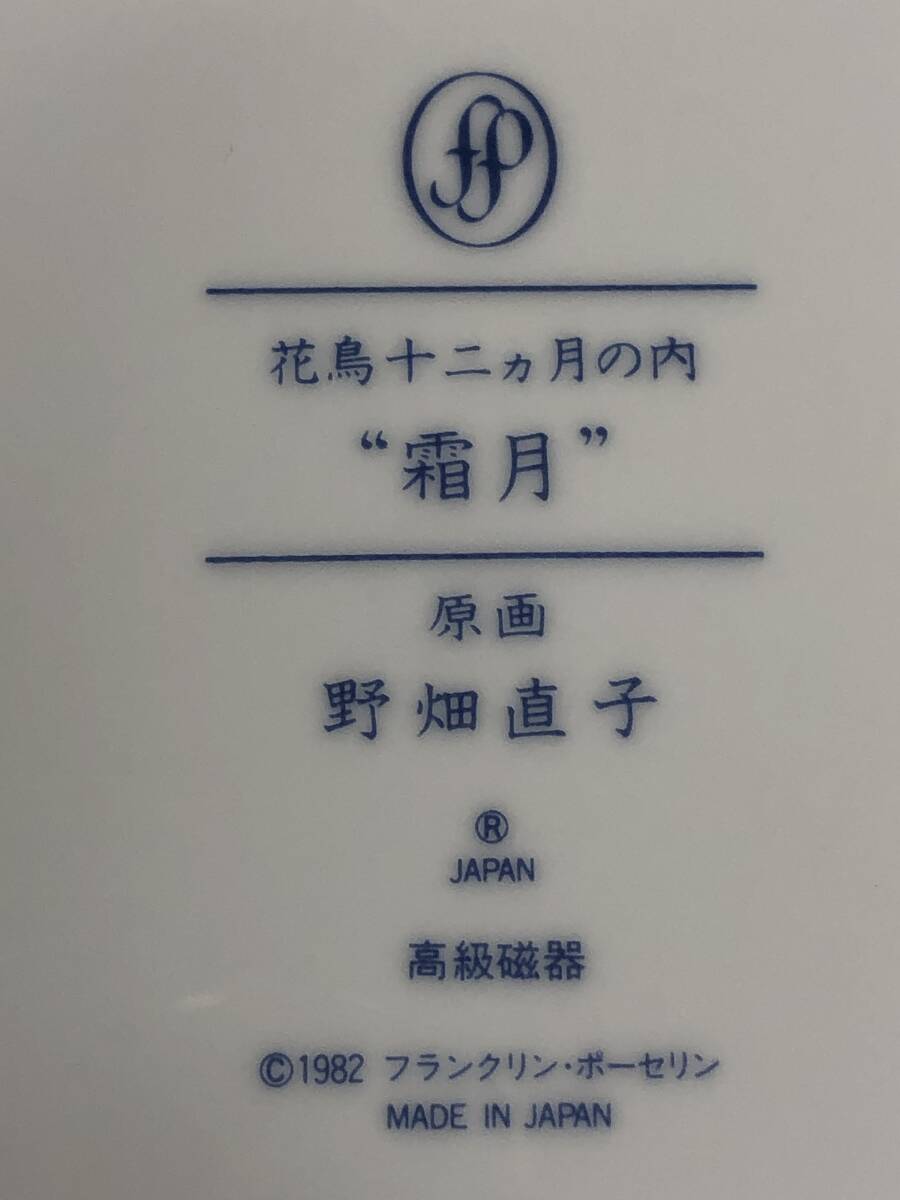 fp
花鳥十二ヵ月の内
“霜月”
原画
野畑直子
®
JAPAN
高級磁器
©1982 フランクリン・ポーセリン
MADE IN JAPAN